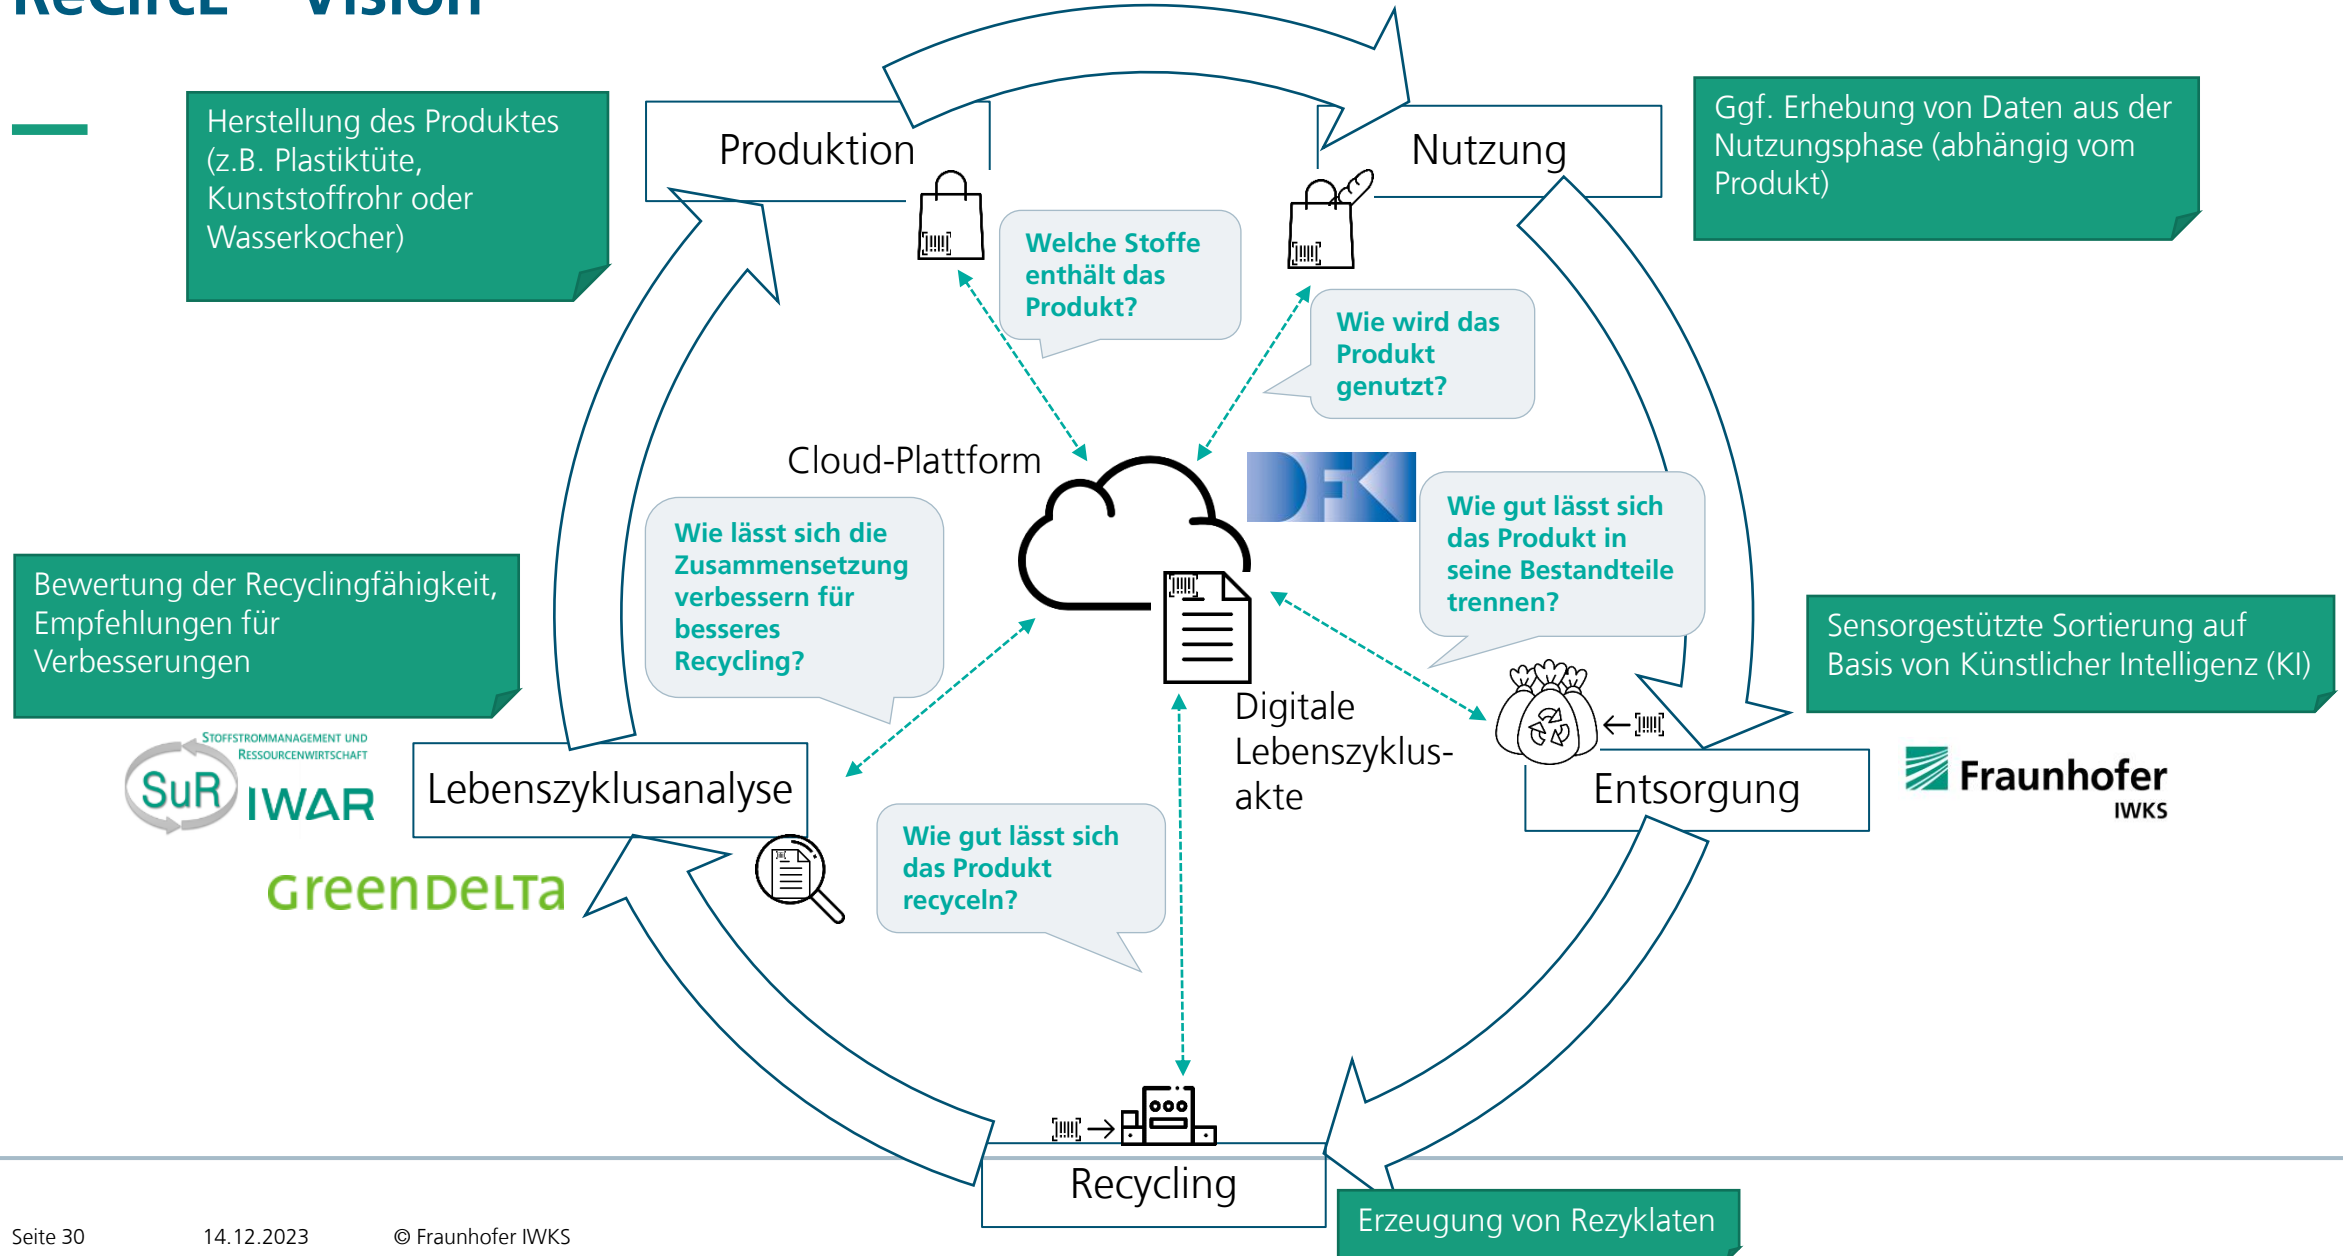 ReCircE – Vision
Herstellung des Produktes
(z.B. Plastiktüte,
Kunststoffrohr oder
Wasserkocher)
Produktion
Nutzung
Ggf. Erhebung von Daten aus der
Nutzungsphase (abhängig vom
Produkt)
Welche Stoffe
enthält das
Produkt?
Wie wird das
Produkt
genutzt?
Cloud-Plattform
DFK
Wie gut lässt sich
das Produkt in
seine Bestandteile
trennen?
Wie lässt sich die
Zusammensetzung
verbessern für
besseres
Recycling?
Bewertung der Recyclingfähigkeit,
Empfehlungen für
Verbesserungen
Sensorgestützte Sortierung auf
Basis von Künstlicher Intelligenz (KI)
Digitale
Lebenszyklus-
akte
STOFFSTROMMANAGEMENT UND
RESSOURCENWIRTSCHAFT
SuR
IWAR
Lebenszyklusanalyse
Entsorgung
Fraunhofer
IWKS
GreenDeLTa
Wie gut lässt sich
das Produkt
recyceln?
Recycling
Erzeugung von Rezyklaten
Seite 30
14.12.2023
© Fraunhofer IWKS